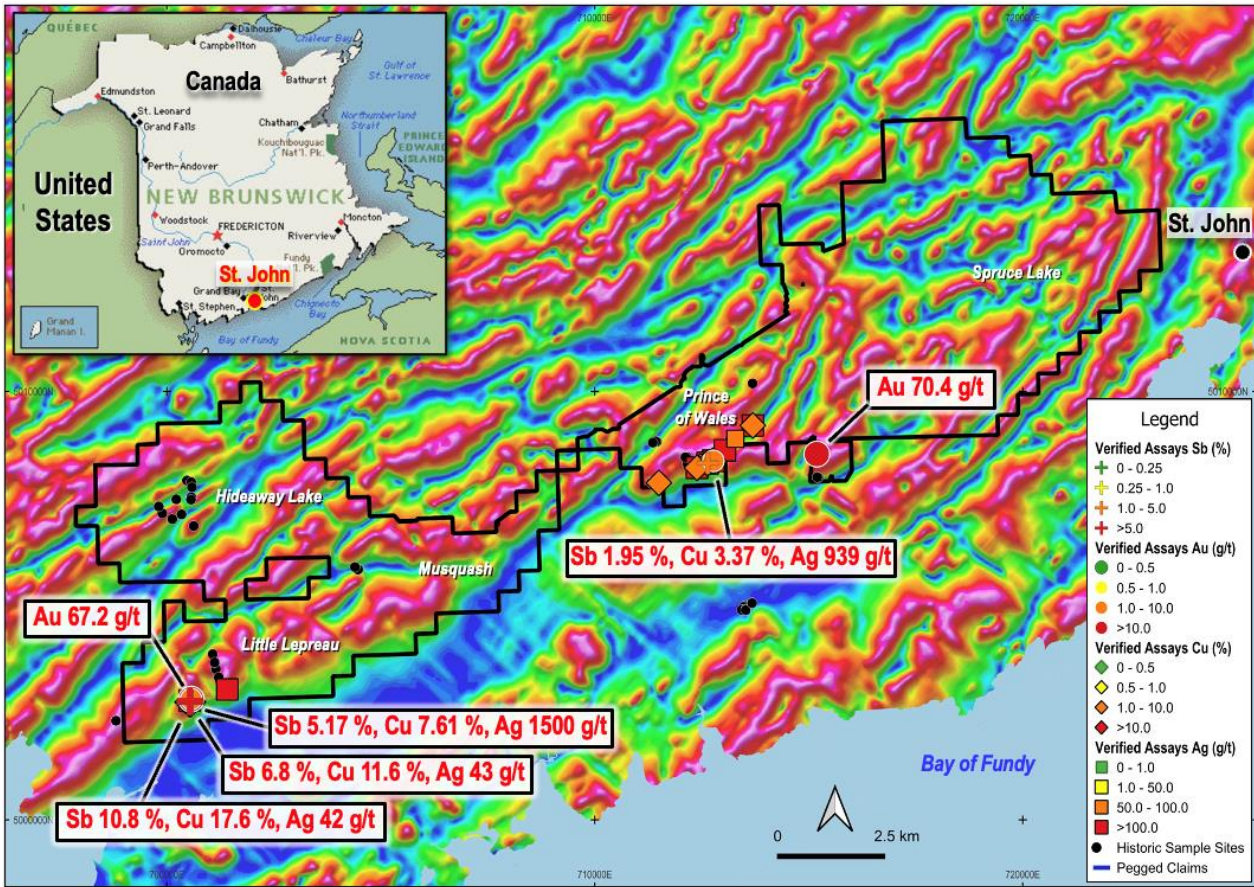 QUÉBEC
Dalhousie
Campbellton
Chaleur Bay
Canada
Bathurst
Gulf of
St. Lawrence
Edmundston
St. Leonard
Grand Falls
Chatham
Northumberland
Strait
Kouchibouguac
Nat'l. Pk.
PRINCE
EDWARD
ISLAND
Perth-Andover
United
States
NEW BRUNSWICK
Woodstock
FREDERICTON
Moncton
Saint John
Oromocto
Riverview
Fundy
St. John
Grand Bay
St. Stephen
Chignecto
Bay
Grand
Manan I.
Bay of Fundy
NOVA SCOTIA
710000E
720000E
St. John
Spruce Lake
5010000N
5010000N
Prince
of Wales
Au 70.4 g/t
Hideaway Lake
Musquash
Sb 1.95 %, Cu 3.37 %, Ag 939 g/t
Au 67.2 g/t
Little Lepreau
Sb 5.17 %, Cu 7.61 %, Ag 1500 g/t
Sb 6.8 %, Cu 11.6 %, Ag 43 g/t
Sb 10.8 %, Cu 17.6 %, Ag 42 g/t
Bay of Fundy
5000000N
0 2.5 km
700000E
710000E
720000E
Legend
Verified Assays Sb (%)
0 - 0.25
0.25 - 1.0
1.0 - 5.0
>5.0
Verified Assays Au (g/t)
0 - 0.5
0.5 - 1.0
1.0 - 10.0
>10.0
Verified Assays Cu (%)
0 - 0.5
0.5 - 1.0
1.0 - 10.0
>10.0
Verified Assays Ag (g/t)
0 - 1.0
1.0 - 50.0
50.0 - 100.0
>100.0
Historic Sample Sites
Pegged Claims